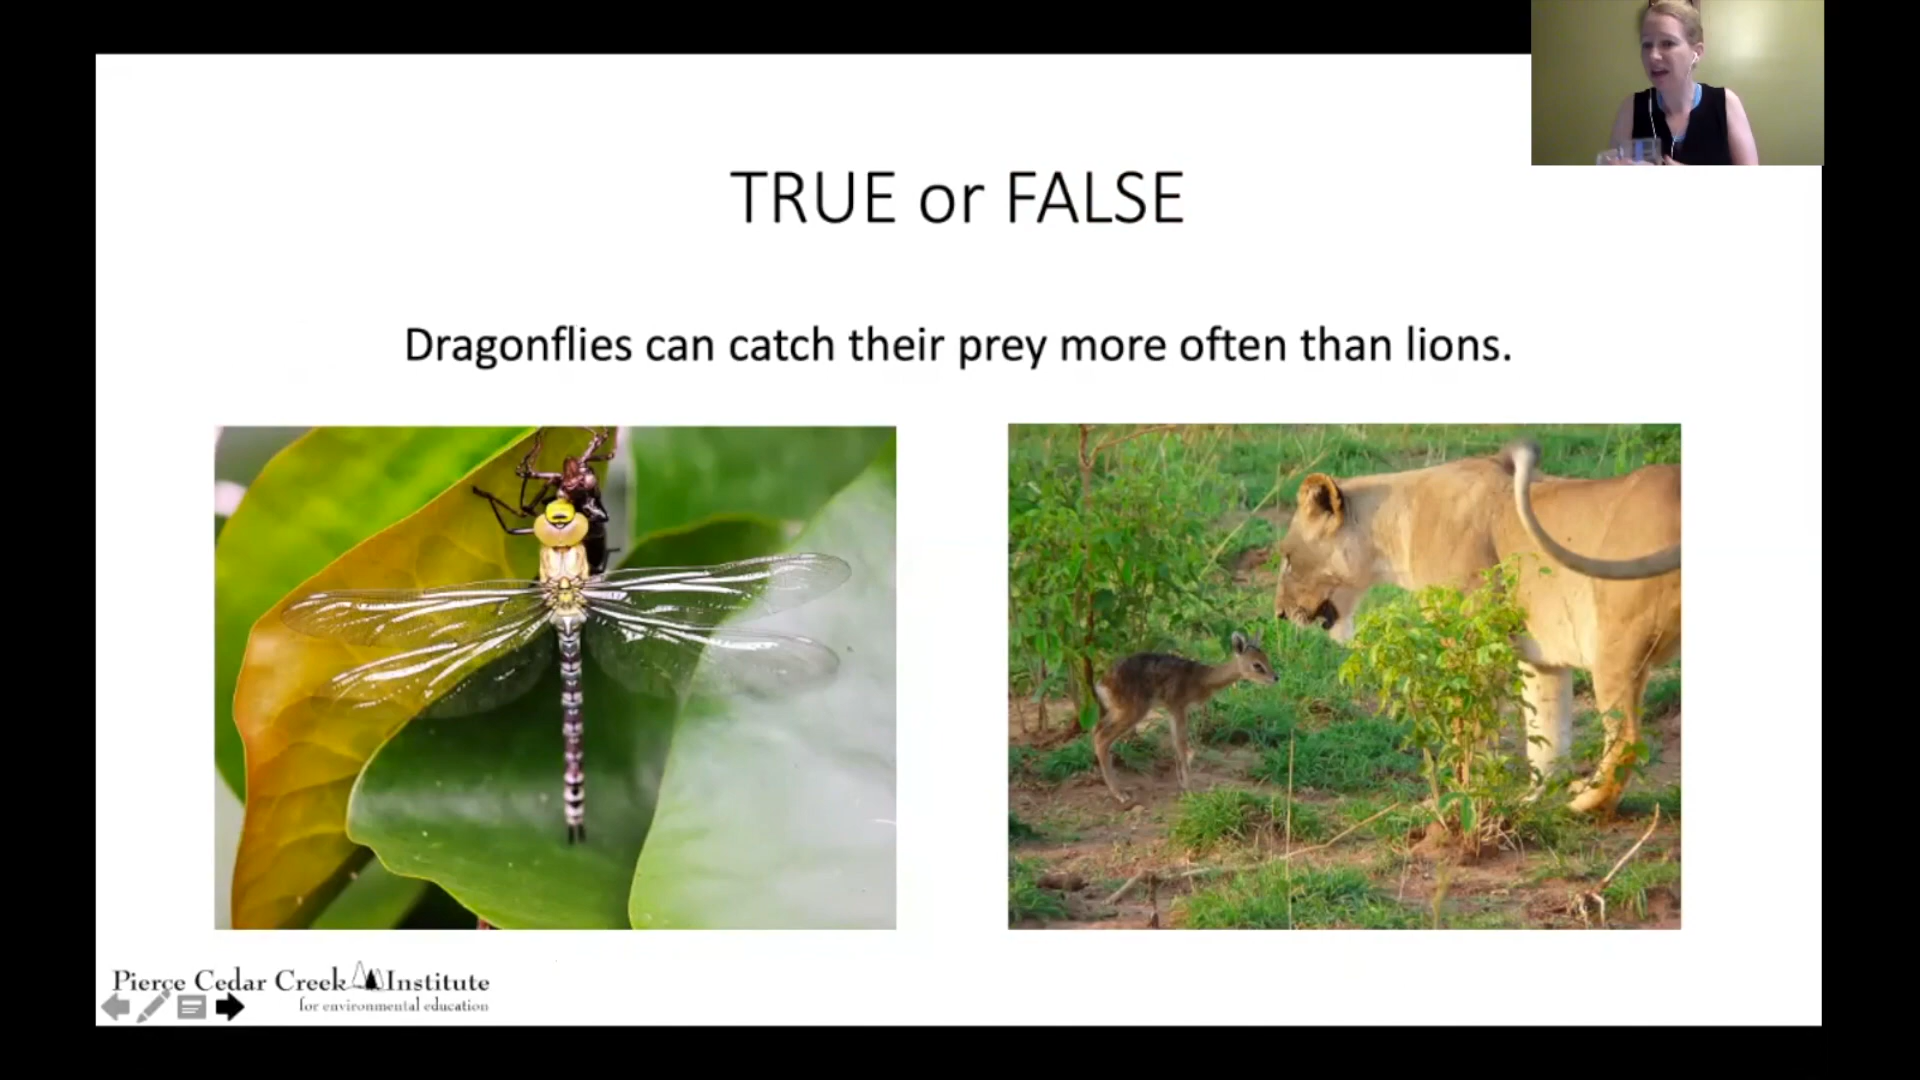 TRUE or FALSE
Dragonflies can catch their prey more often than lions.
Pierce Cedar Creek Institute
for environmental education